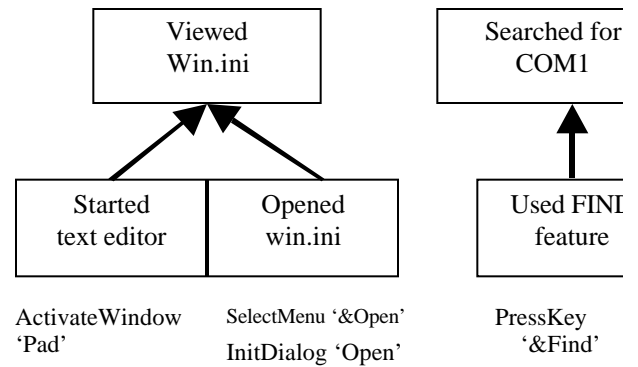 Viewed
Win.ini
Searched for
COM1
Started
text editor
Opened
win.ini
Used FIND
feature
ActivateWindow
‘Pad’
SelectMenu ‘&Open’
InitDialog ‘Open’
PressKey
‘&Find’